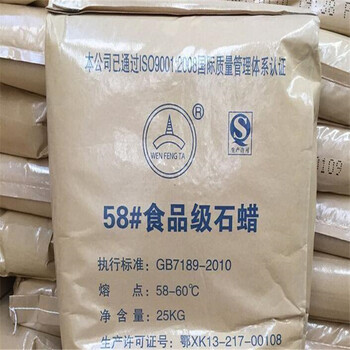 本公司已通过ISO9001:2008国际质量管理体系认证
®
WEN FENG TA
生产许可
58#食品级石蜡
执行标准: GB7189-2010
熔 点: 58-60℃
净含量: 25KG
生产许可证号: 鄂XK13-217-00108
0109